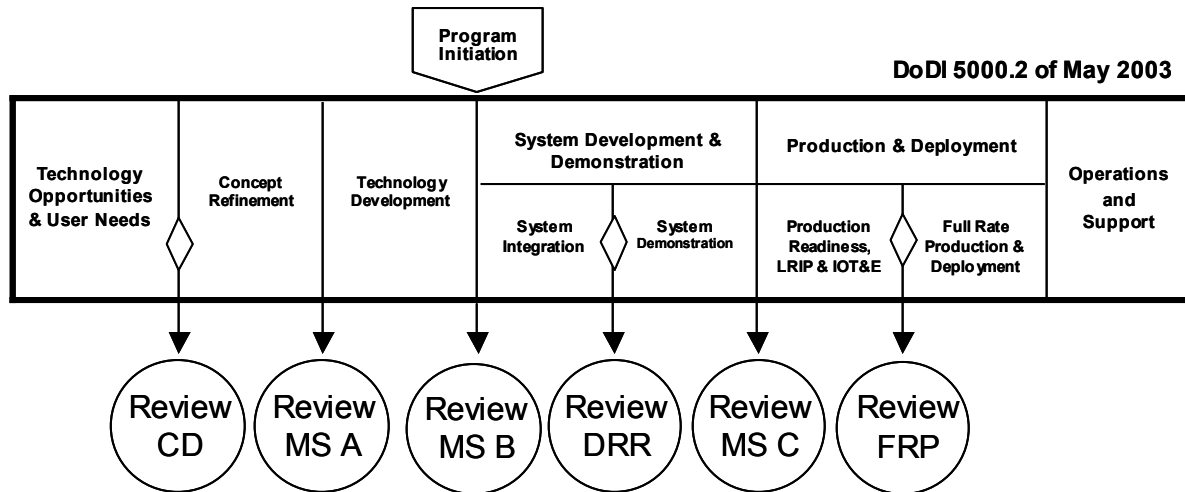 Program
Initiation
DoDI 5000.2 of May 2003
Technology
Opportunities
& User Needs
Concept
Refinement
Technology
Development
System Development &
Demonstration
System
Integration
System
Demonstration
Production & Deployment
Production
Readiness,
LRIP & IOT&E
Full Rate
Production &
Deployment
Operations
and
Support
Review
CD
Review
MS A
Review
MS B
Review
DRR
Review
MS C
Review
FRP